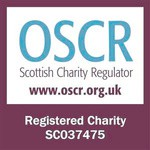 OSCR
Scottish Charity Regulator
www.oscr.org.uk
Registered Charity
SC037475